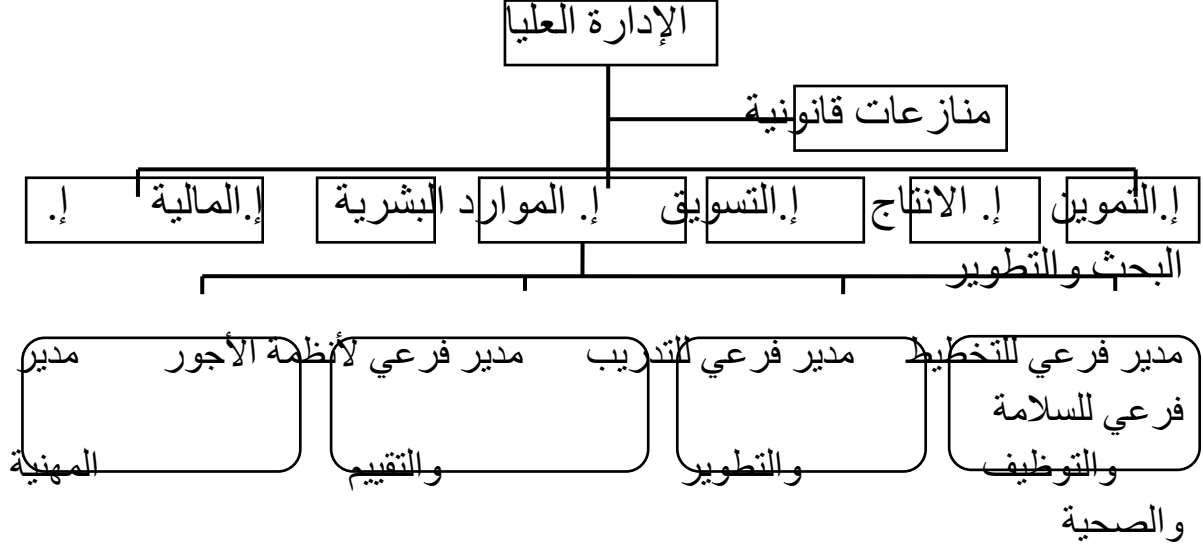 الإدارة العليا
منازعات قانونية
إ.التموين إ. الانتاج إ.التسويق إ. الموارد البشرية إ.المالية إ.
البحث والتطوير
مدير فرعي للتخطيط مدير فرعي للتدريب مدير فرعي لأنظمة الأجور مدير
فرعي للسلامة
والتوظيف والتطوير والتقييم المهنية
والصحية